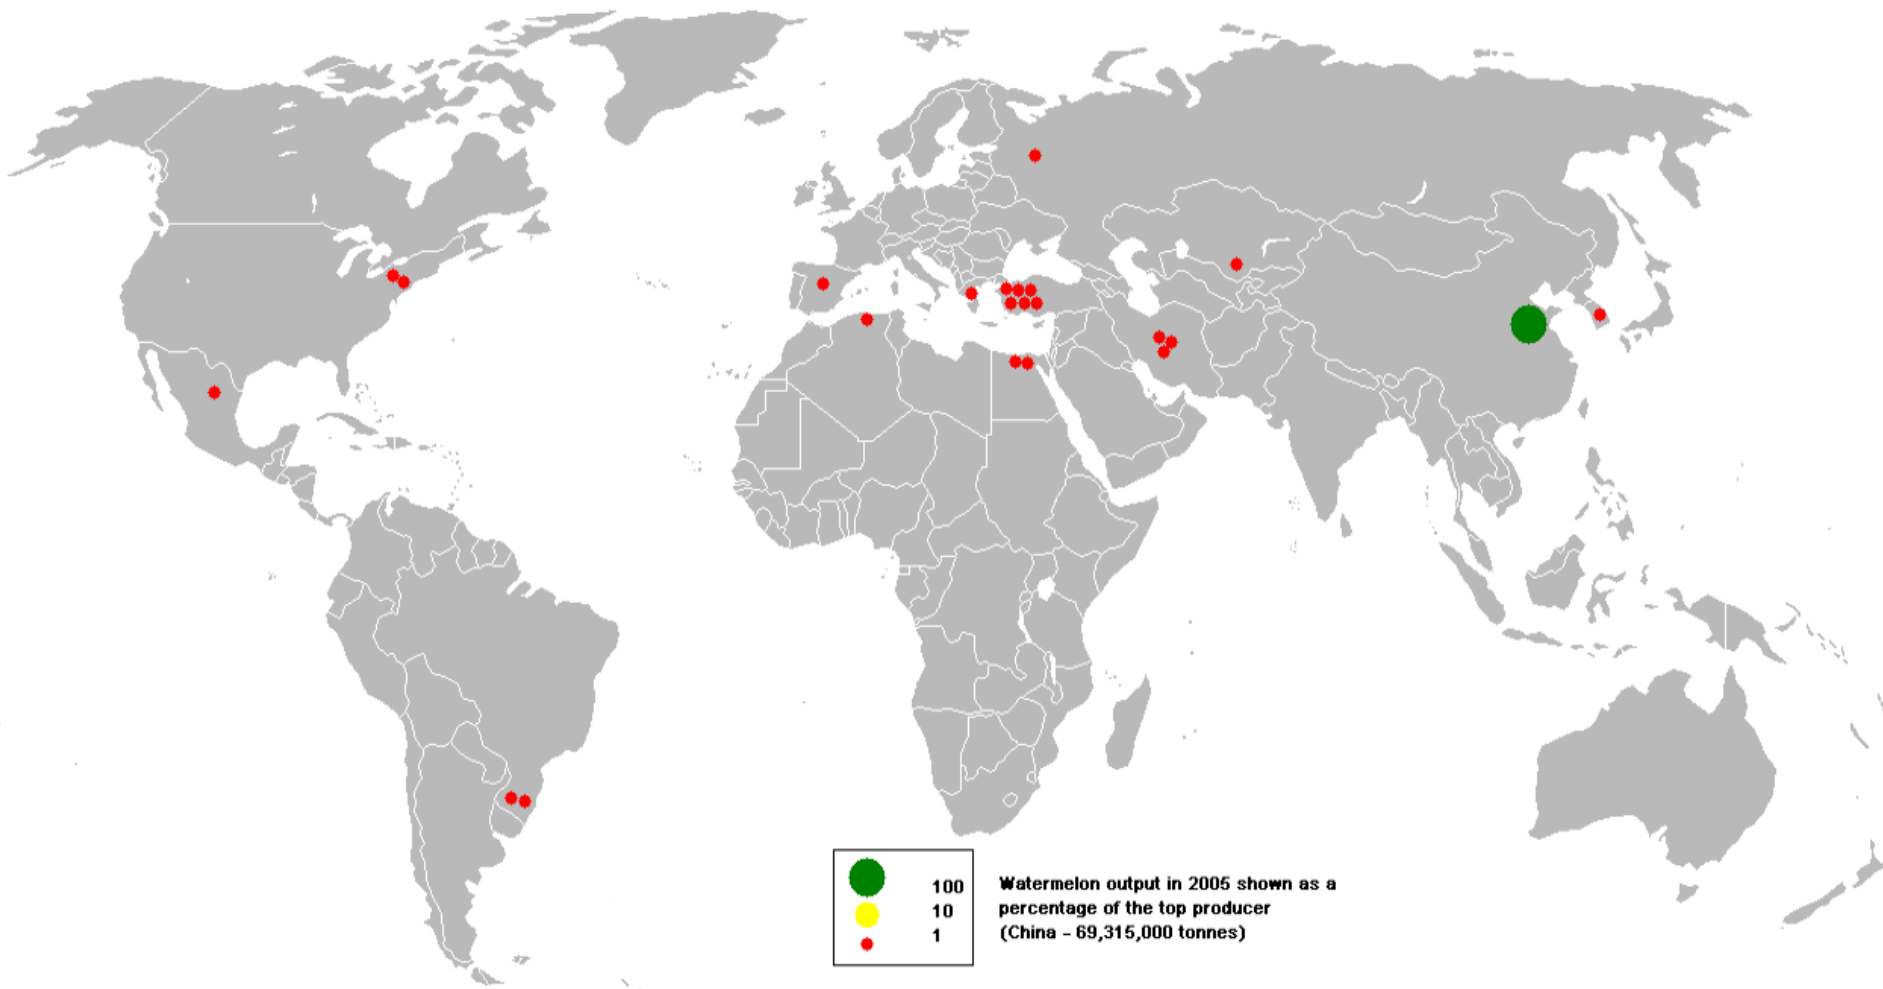 100
10
1
Watermelon output in 2005 shown as a
percentage of the top producer
(China - 69,315,000 tonnes)